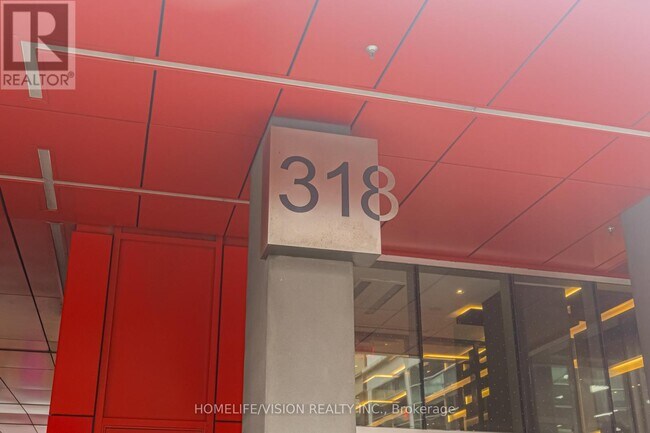 R
REALTOR®
318
HOMELIFE/VISION REALTY INC., Brokerage